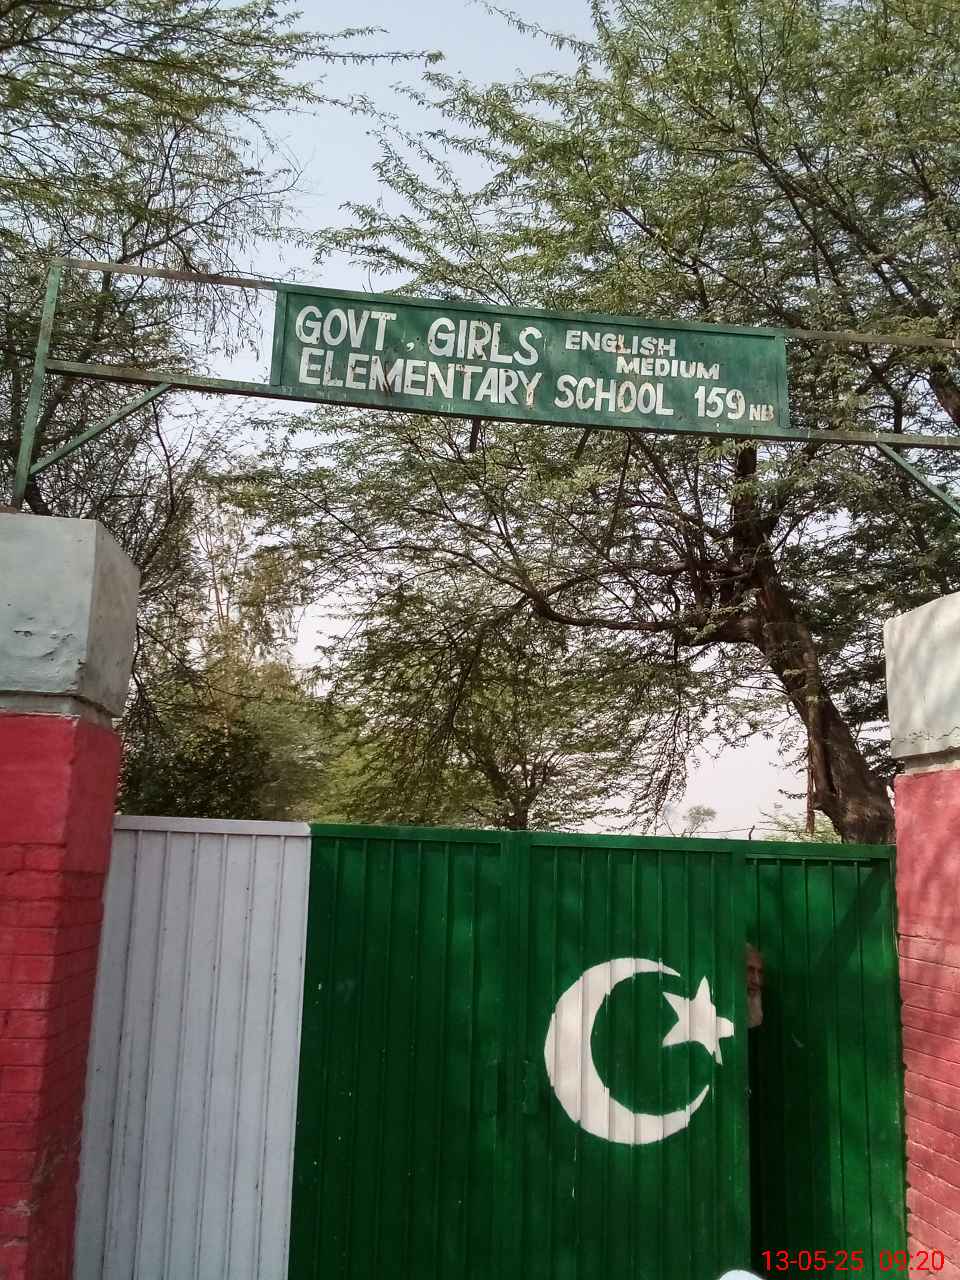 GOVT. GIRLS ENGLISH MEDIUM
ELEMENTARY SCHOOL 159 NB
13-05-25 09:20